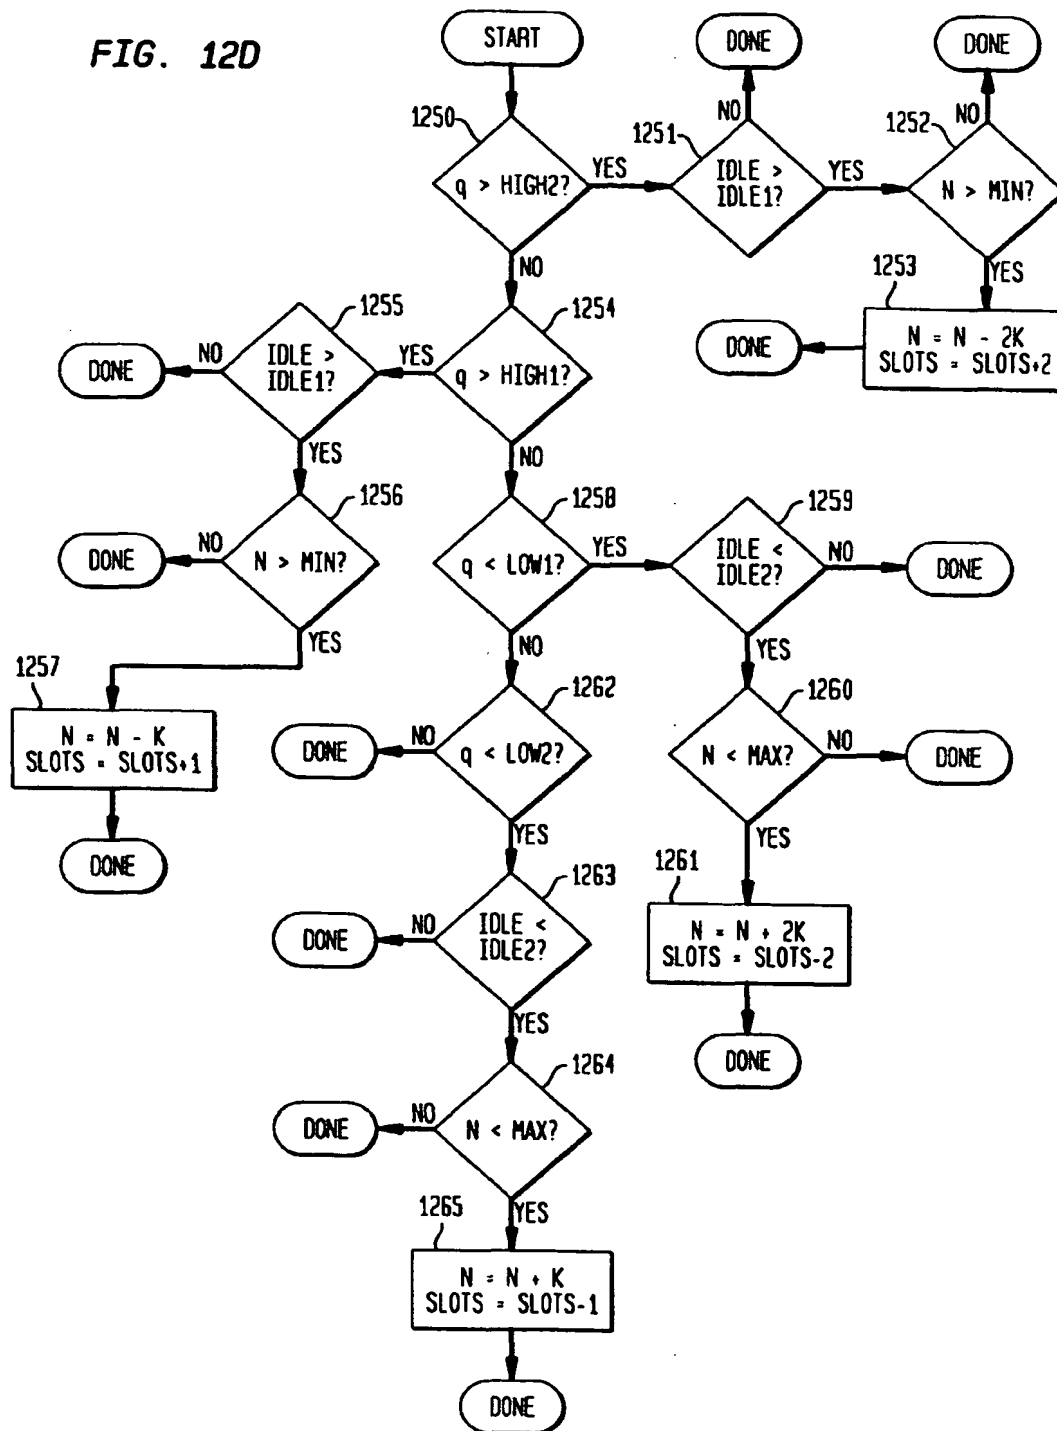 FIG. 12D
START
DONE
DONE
1250
1251
1252
NO
NO
q > HIGH2?
YES
IDLE >
IDLE1?
YES
N > MIN?
NO
YES
1253
1255
1254
N = N - 2K
SLOTS = SLOTS+2
DONE
DONE
NO
IDLE >
IDLE1?
YES
q > HIGH1?
YES
NO
1256
1258
1259
DONE
NO
N > MIN?
q < LOW1?
YES
IDLE <
IDLE2?
NO
DONE
YES
NO
YES
1257
1262
1260
N = N - K
SLOTS = SLOTS+1
DONE
NO
q < LOW2?
N < MAX?
NO
DONE
YES
YES
DONE
1263
1261
DONE
NO
IDLE <
IDLE2?
N = N + 2K
SLOTS = SLOTS-2
YES
DONE
1264
DONE
NO
N < MAX?
YES
1265
N = N + K
SLOTS = SLOTS-1
DONE